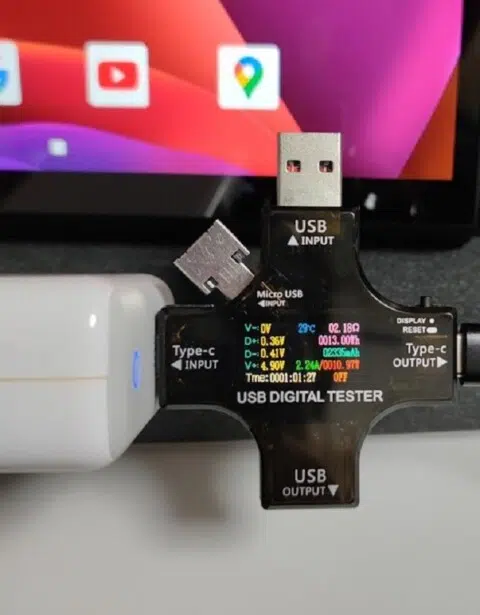 USB
▲INPUT
Micro USB
◄INPUT
DISPLAY
RESET
Type-c
◄INPUT
Type-c
OUTPUT►
V-:0V 29℃ 02.18Ω
D+:0.36V 0013.00Wh
D-:0.41V 02335mAh
V+:4.90V 2.24A/0010.97W
Tme:0001:01:27 OFF
USB DIGITAL TESTER
USB
OUTPUT▼